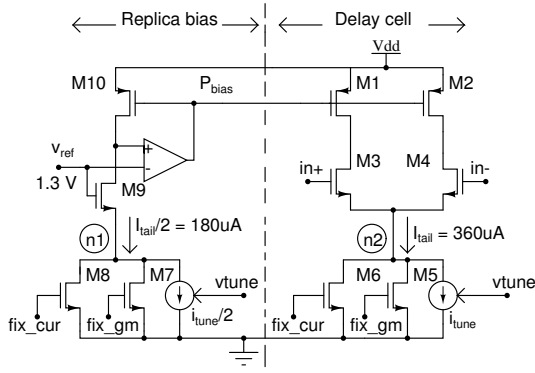 Replica bias
Delay cell
Vdd
M10
P_bias
M1
M2
v_ref
+
-
1.3 V
M9
M3
M4
in+
in-
n1
I_tail/2 = 180uA
n2
I_tail = 360uA
M8
M7
vtune
M6
M5
vtune
fix_cur
fix_gm
i_tune/2
fix_cur
fix_gm
i_tune